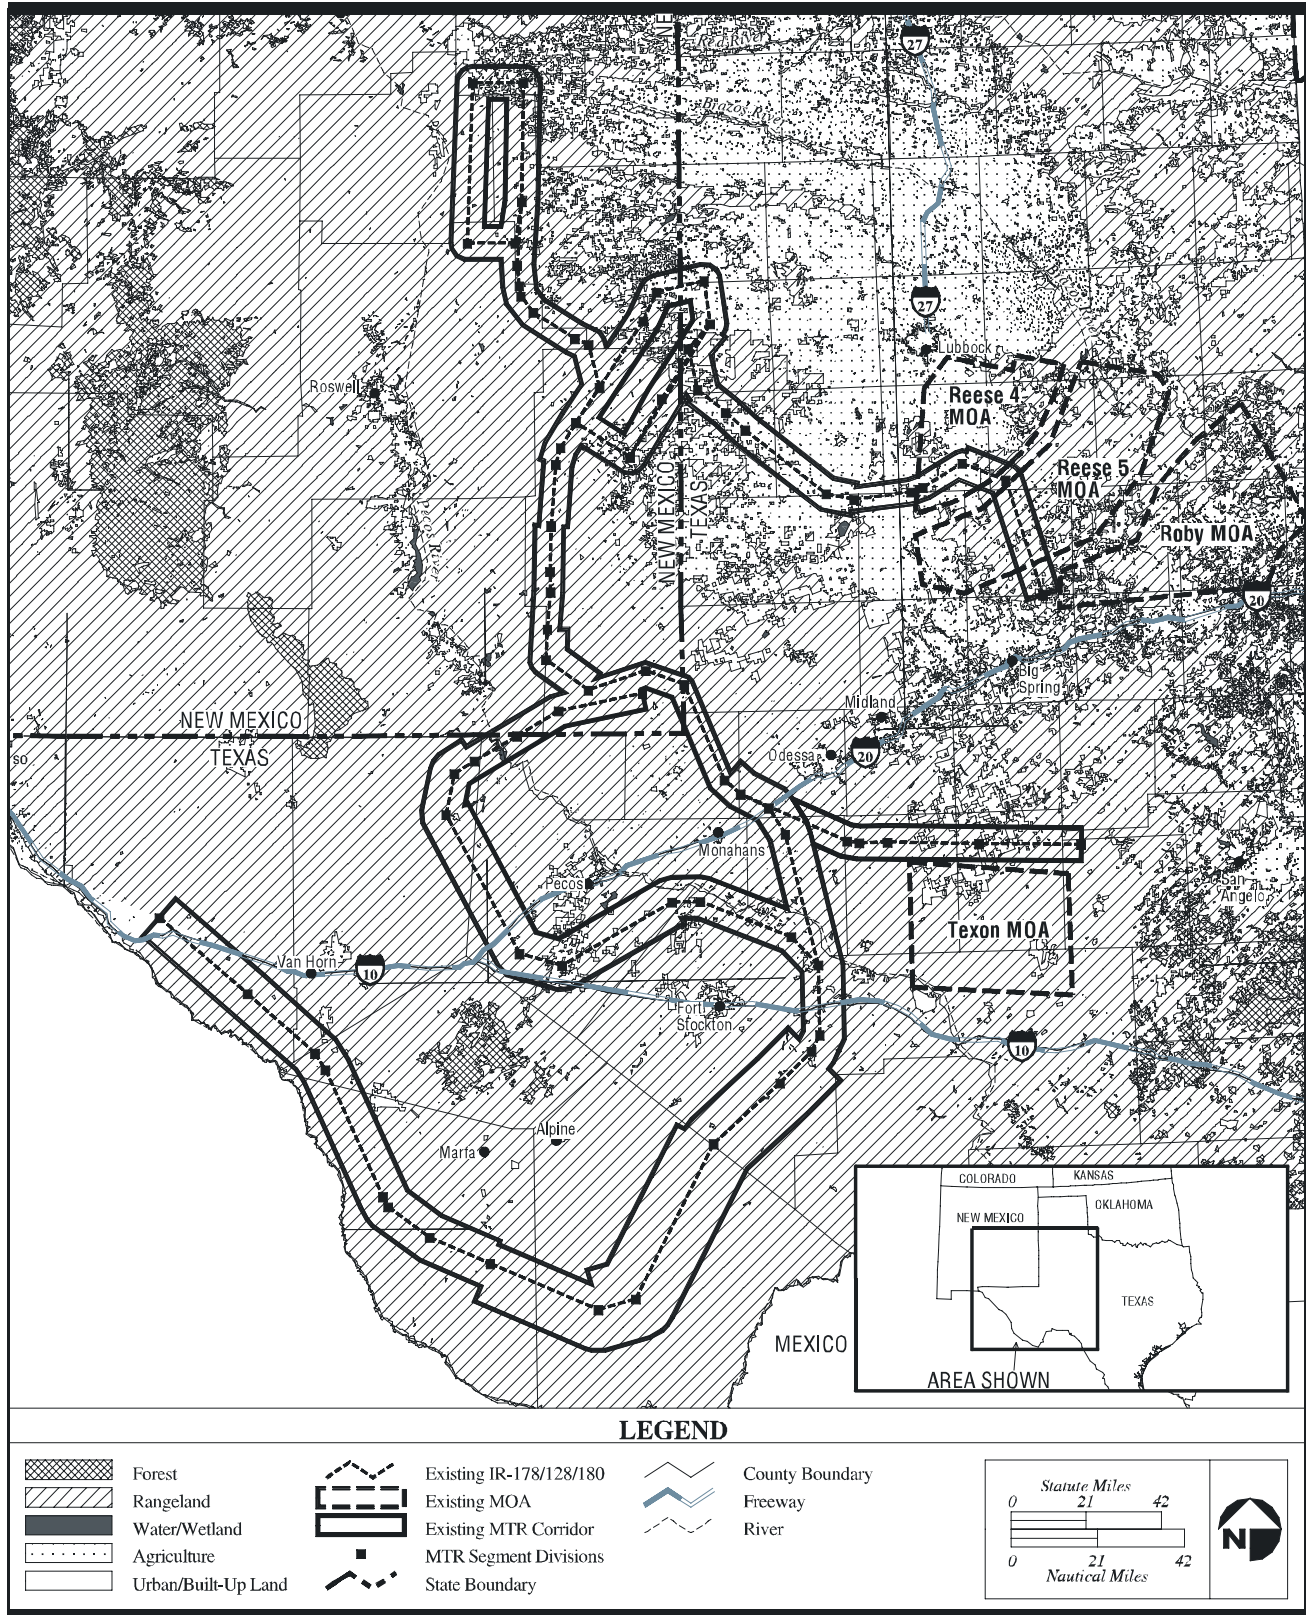 NE
Red River
27
Brazos Riv
27
Lubbock
Reese 4
MOA
Roswell
Reese 5
MOA
NEW MEXICO
TEXAS
Pecos River
Roby MOA
20
Big
Spring
NEW MEXICO
TEXAS
Midland
so
Odessa
20
Monahans
Pecos
San
Angelo
Texon MOA
Van Horn
10
Fort
Stockton
10
Alpine
Marfa
COLORADO
KANSAS
NEW MEXICO
OKLAHOMA
TEXAS
MEXICO
AREA SHOWN
LEGEND
Forest
Rangeland
Water/Wetland
Agriculture
Urban/Built-Up Land
Existing IR-178/128/180
Existing MOA
Existing MTR Corridor
MTR Segment Divisions
State Boundary
County Boundary
Freeway
River
Statute Miles
0 21 42
0 21 42
Nautical Miles
N